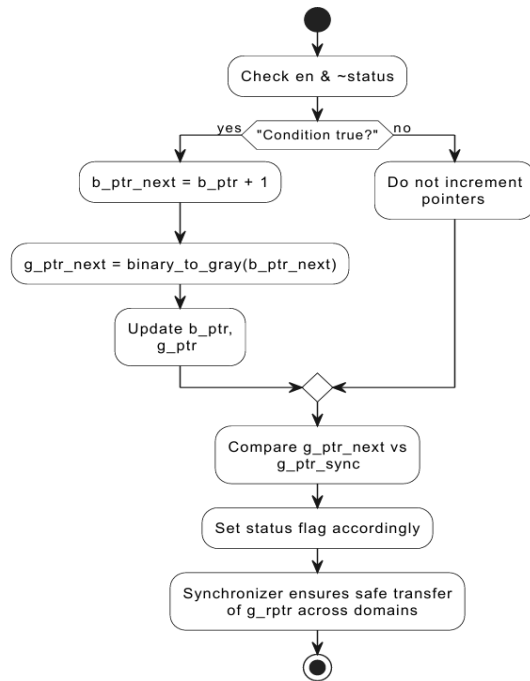 Check en & ~status
"Condition true?"
yes
no
b_ptr_next = b_ptr + 1
Do not increment
pointers
g_ptr_next = binary_to_gray(b_ptr_next)
Update b_ptr,
g_ptr
Compare g_ptr_next vs
g_ptr_sync
Set status flag accordingly
Synchronizer ensures safe transfer
of g_rptr across domains